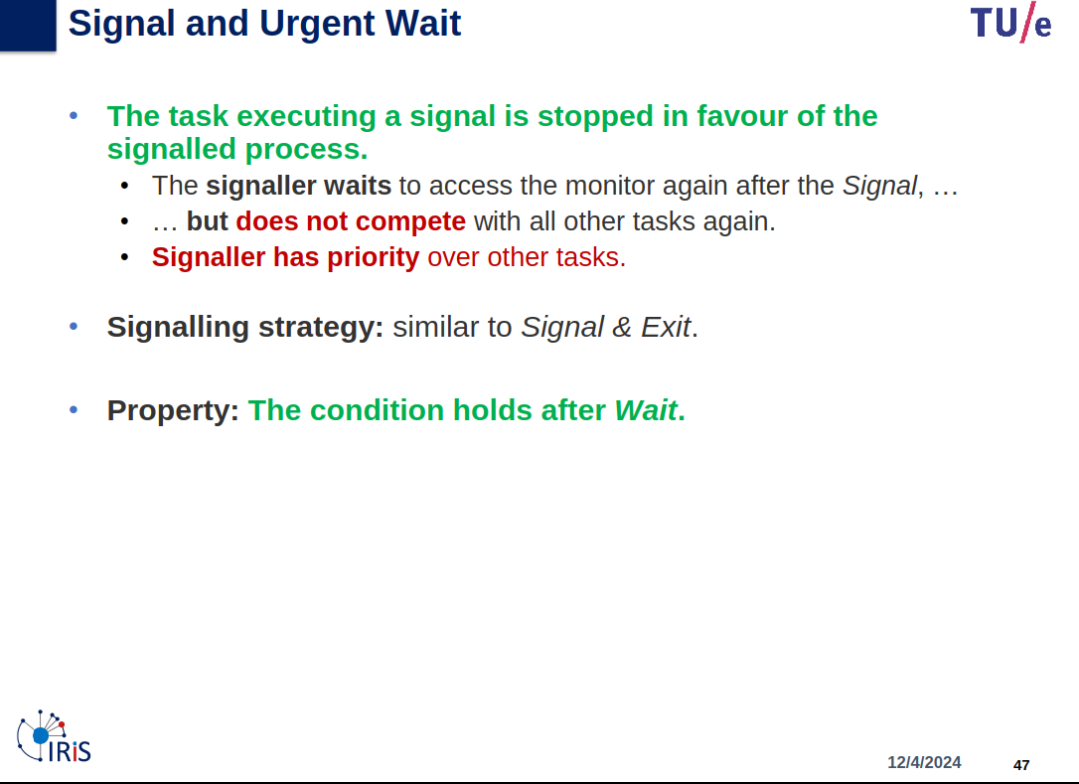 Signal and Urgent Wait
TU/e
• The task executing a signal is stopped in favour of the
signalled process.
• The signaller waits to access the monitor again after the Signal, …
• … but does not compete with all other tasks again.
• Signaller has priority over other tasks.
• Signalling strategy: similar to Signal & Exit.
• Property: The condition holds after Wait.
IRiS
12/4/2024
47